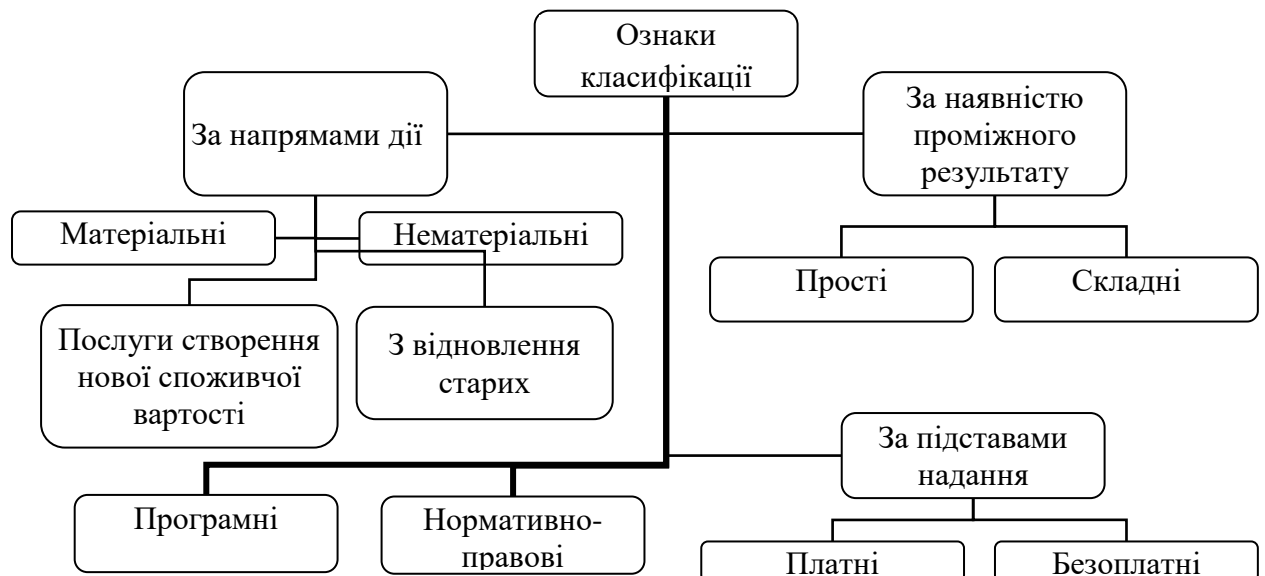 Ознаки
класифікації
За напрямами дії
За наявністю
проміжного
результату
Матеріальні
Нематеріальні
Прості
Складні
Послуги створення
нової споживчої
вартості
З відновлення
старих
За підставами
надання
Програмні
Нормативно-
правові
Платні
Безоплатні